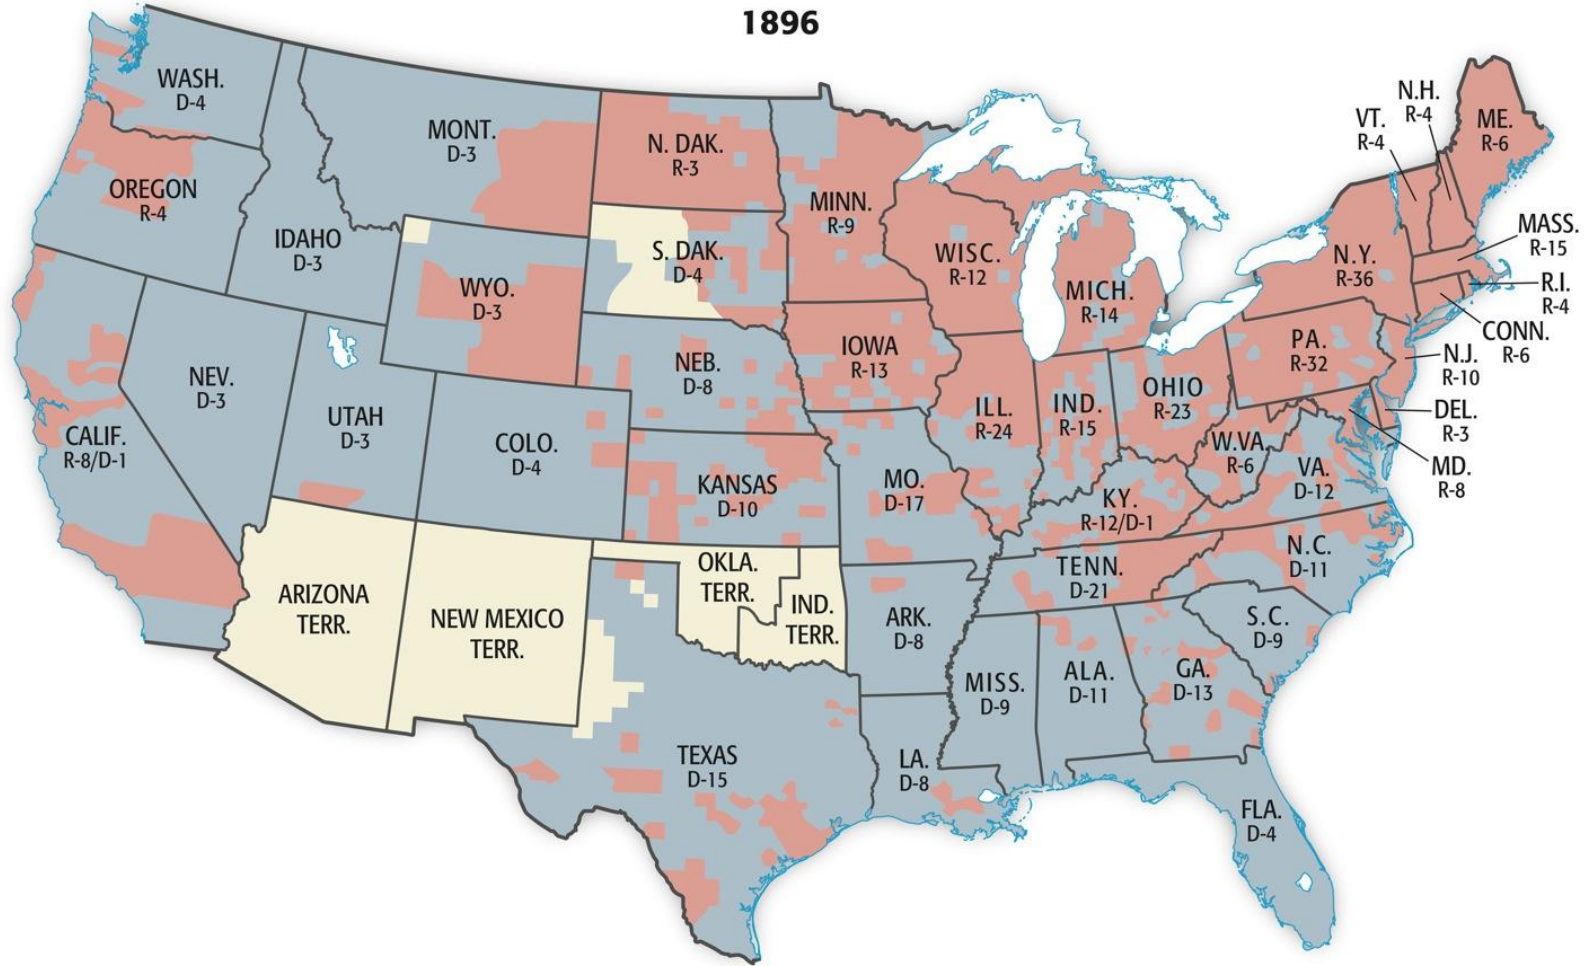 1896
WASH.
D-4
OREGON
R-4
CALIF.
R-8/D-1
NEV.
D-3
IDAHO
D-3
MONT.
D-3
WYO.
D-3
UTAH
D-3
COLO.
D-4
ARIZONA
TERR.
NEW MEXICO
TERR.
N. DAK.
R-3
S. DAK.
D-4
NEB.
D-8
KANSAS
D-10
OKLA.
TERR.
IND.
TERR.
TEXAS
D-15
MINN.
R-9
IOWA
R-13
MO.
D-17
ARK.
D-8
LA.
D-8
WISC.
R-12
ILL.
R-24
MICH.
R-14
IND.
R-15
OHIO
R-23
KY.
R-12/D-1
TENN.
D-21
MISS.
D-9
ALA.
D-11
GA.
D-13
FLA.
D-4
S.C.
D-9
N.C.
D-11
VA.
D-12
W.VA.
R-6
PA.
R-32
N.Y.
R-36
VT.
R-4
N.H.
R-4
ME.
R-6
MASS.
R-15
R.I.
R-4
CONN.
R-6
N.J.
R-10
DEL.
R-3
MD.
R-8